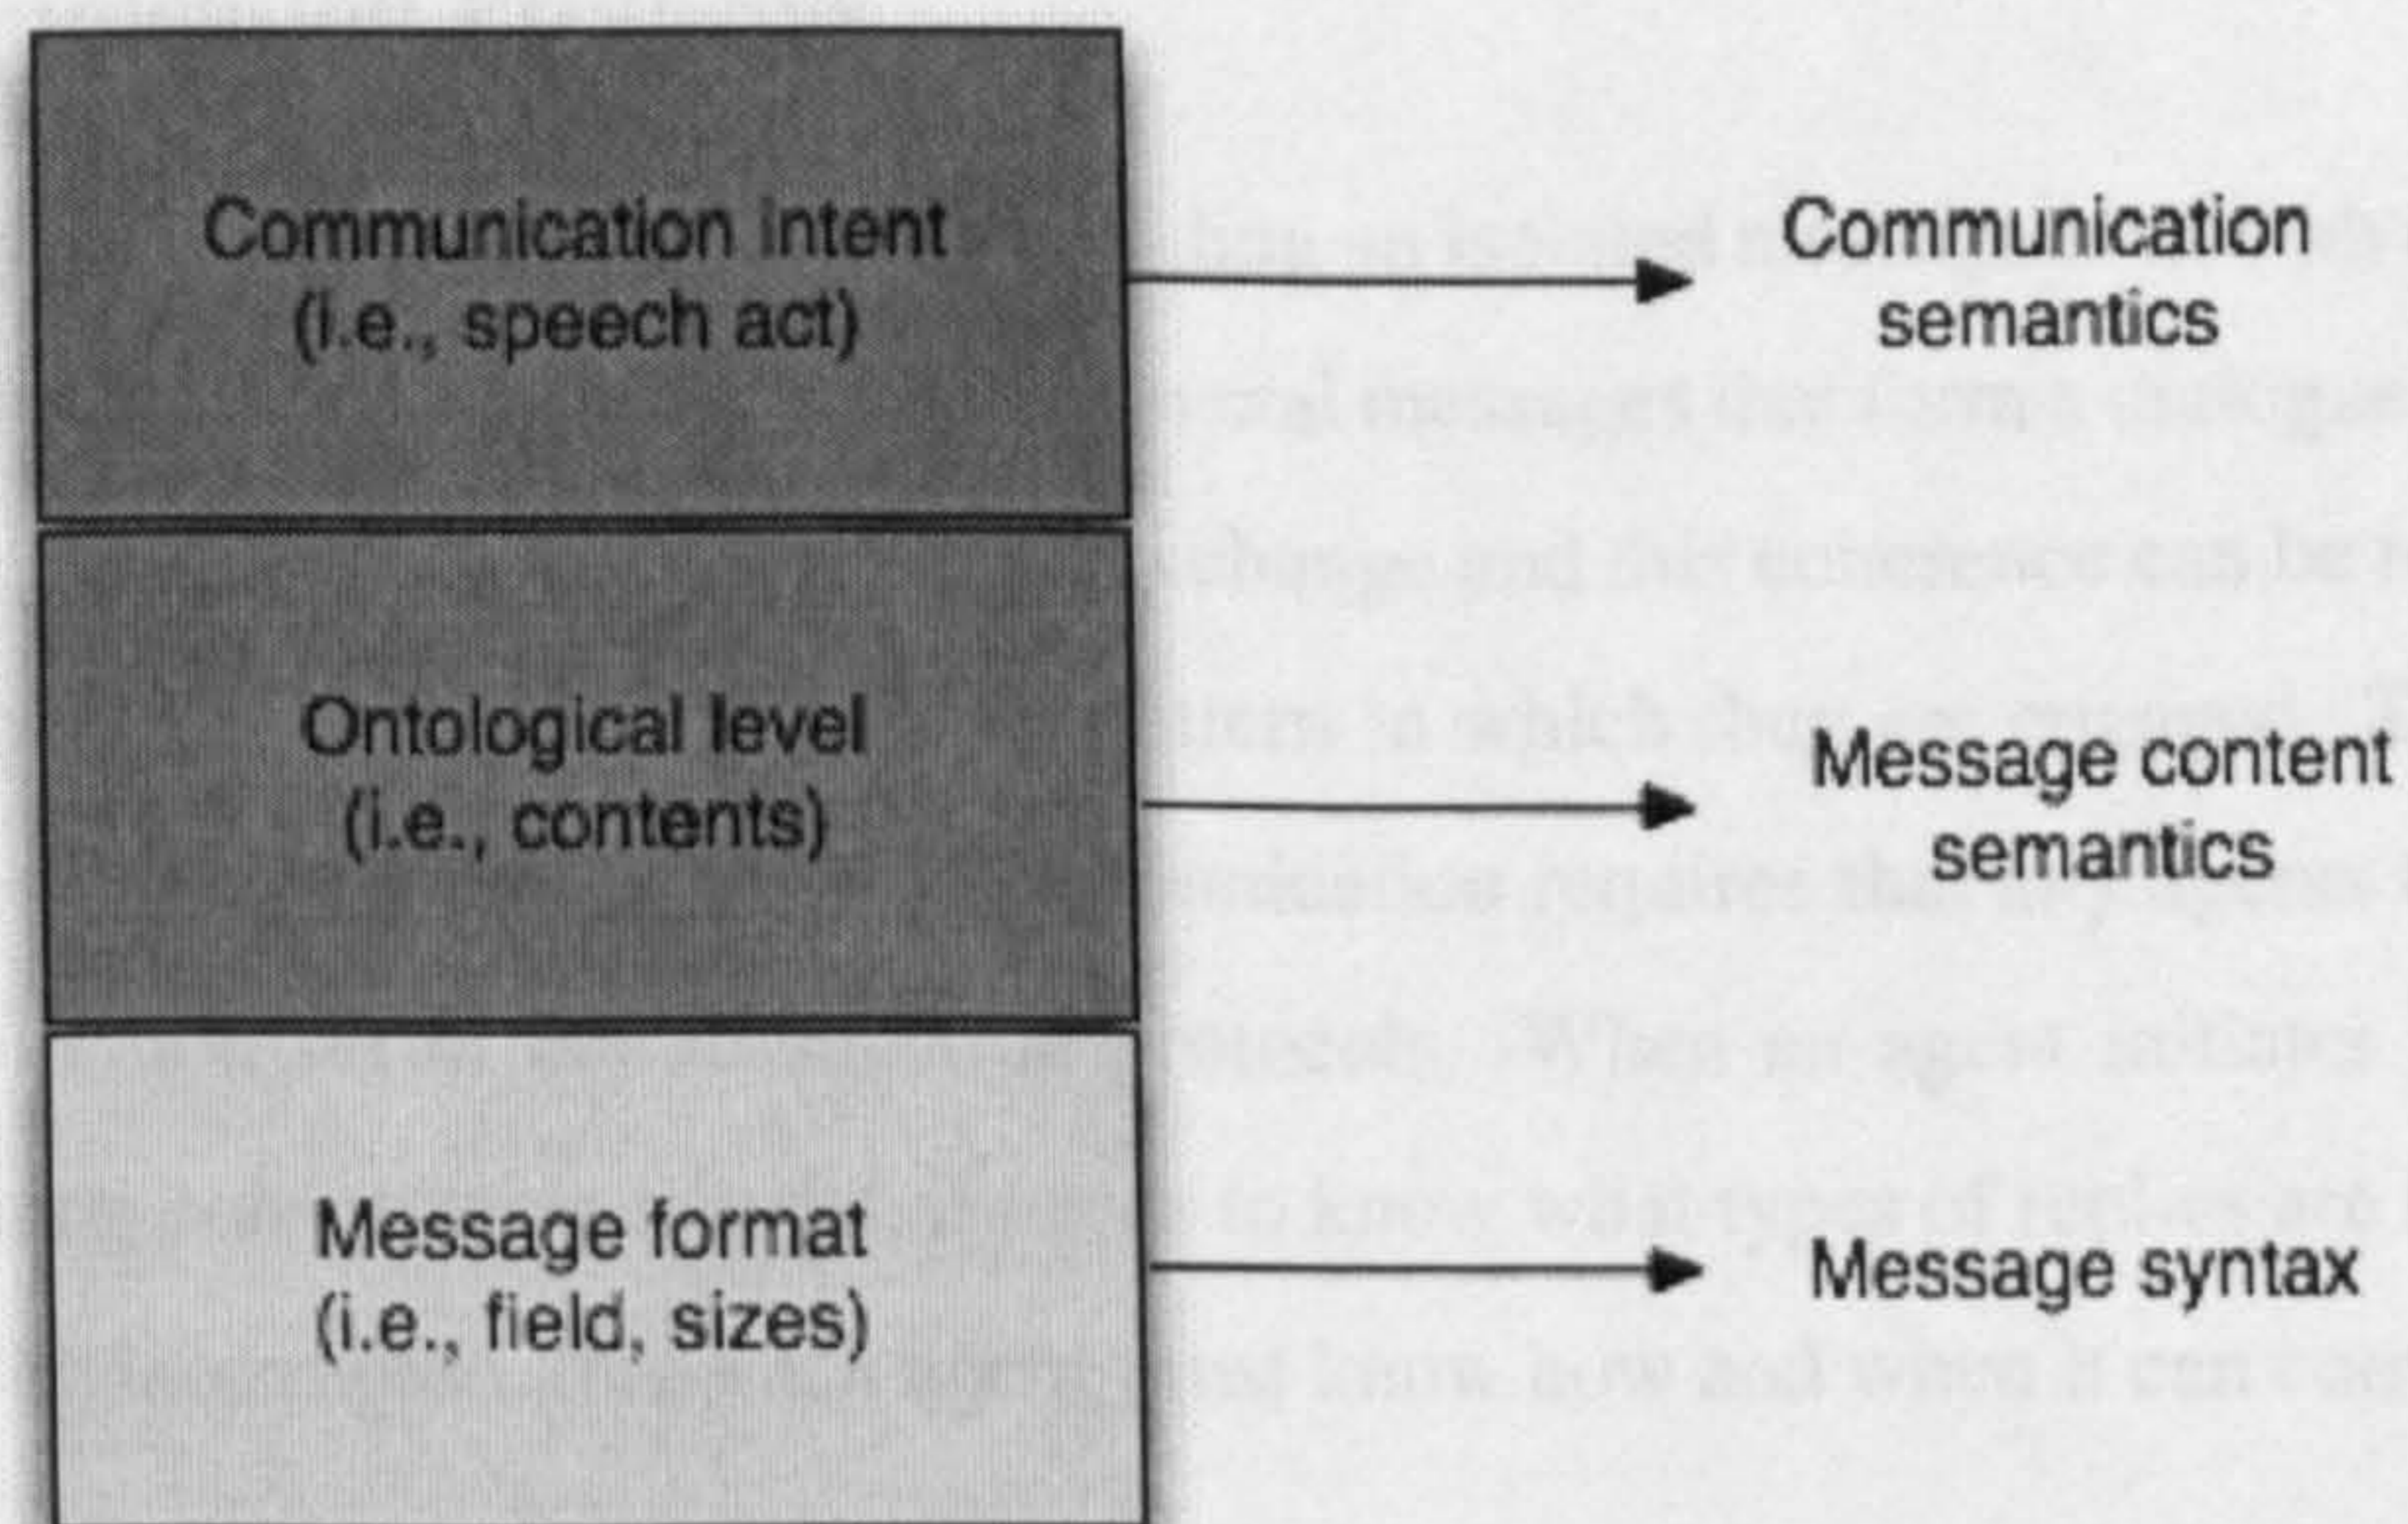 Communication intent
(i.e., speech act)
Communication
semantics
Ontological level
(i.e., contents)
Message content
semantics
Message format
(i.e., field, sizes)
Message syntax